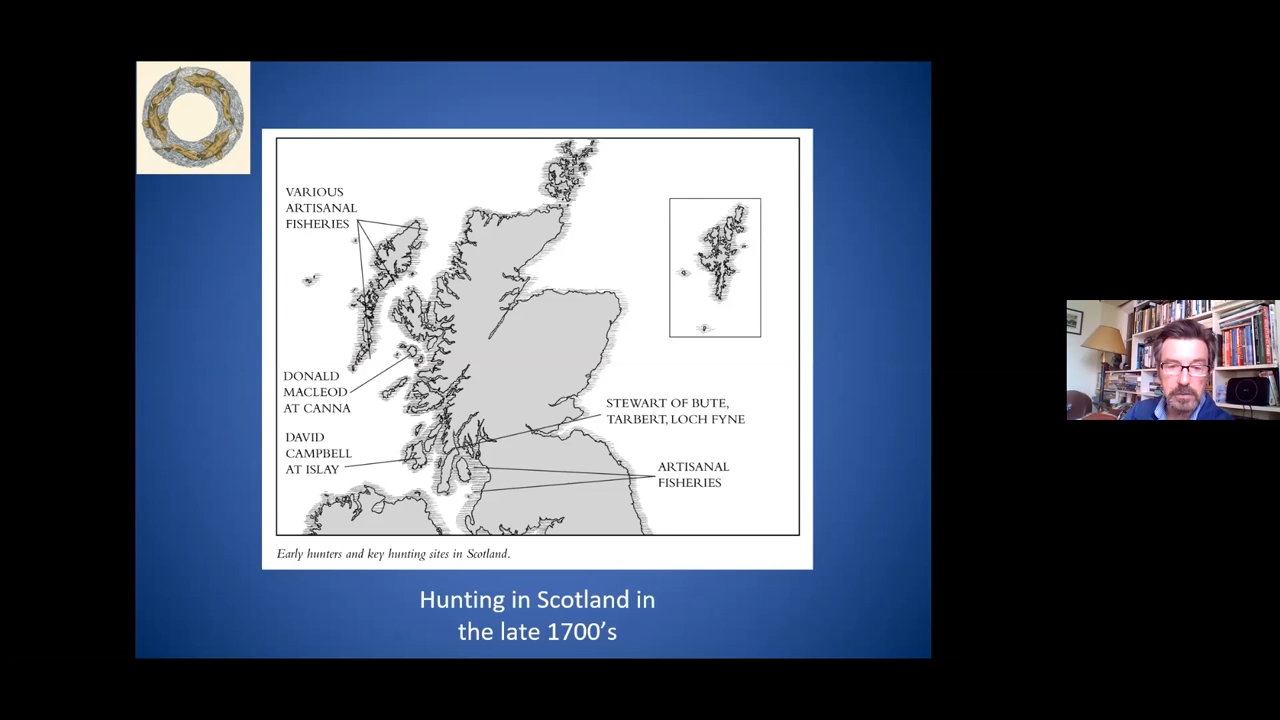 VARIOUS
ARTISANAL
FISHERIES
DONALD
MACLEOD
AT CANNA
DAVID
CAMPBELL
AT ISLAY
STEWART OF BUTE,
TARBERT, LOCH FYNE
ARTISANAL
FISHERIES
Early hunters and key hunting sites in Scotland.
Hunting in Scotland in
the late 1700’s